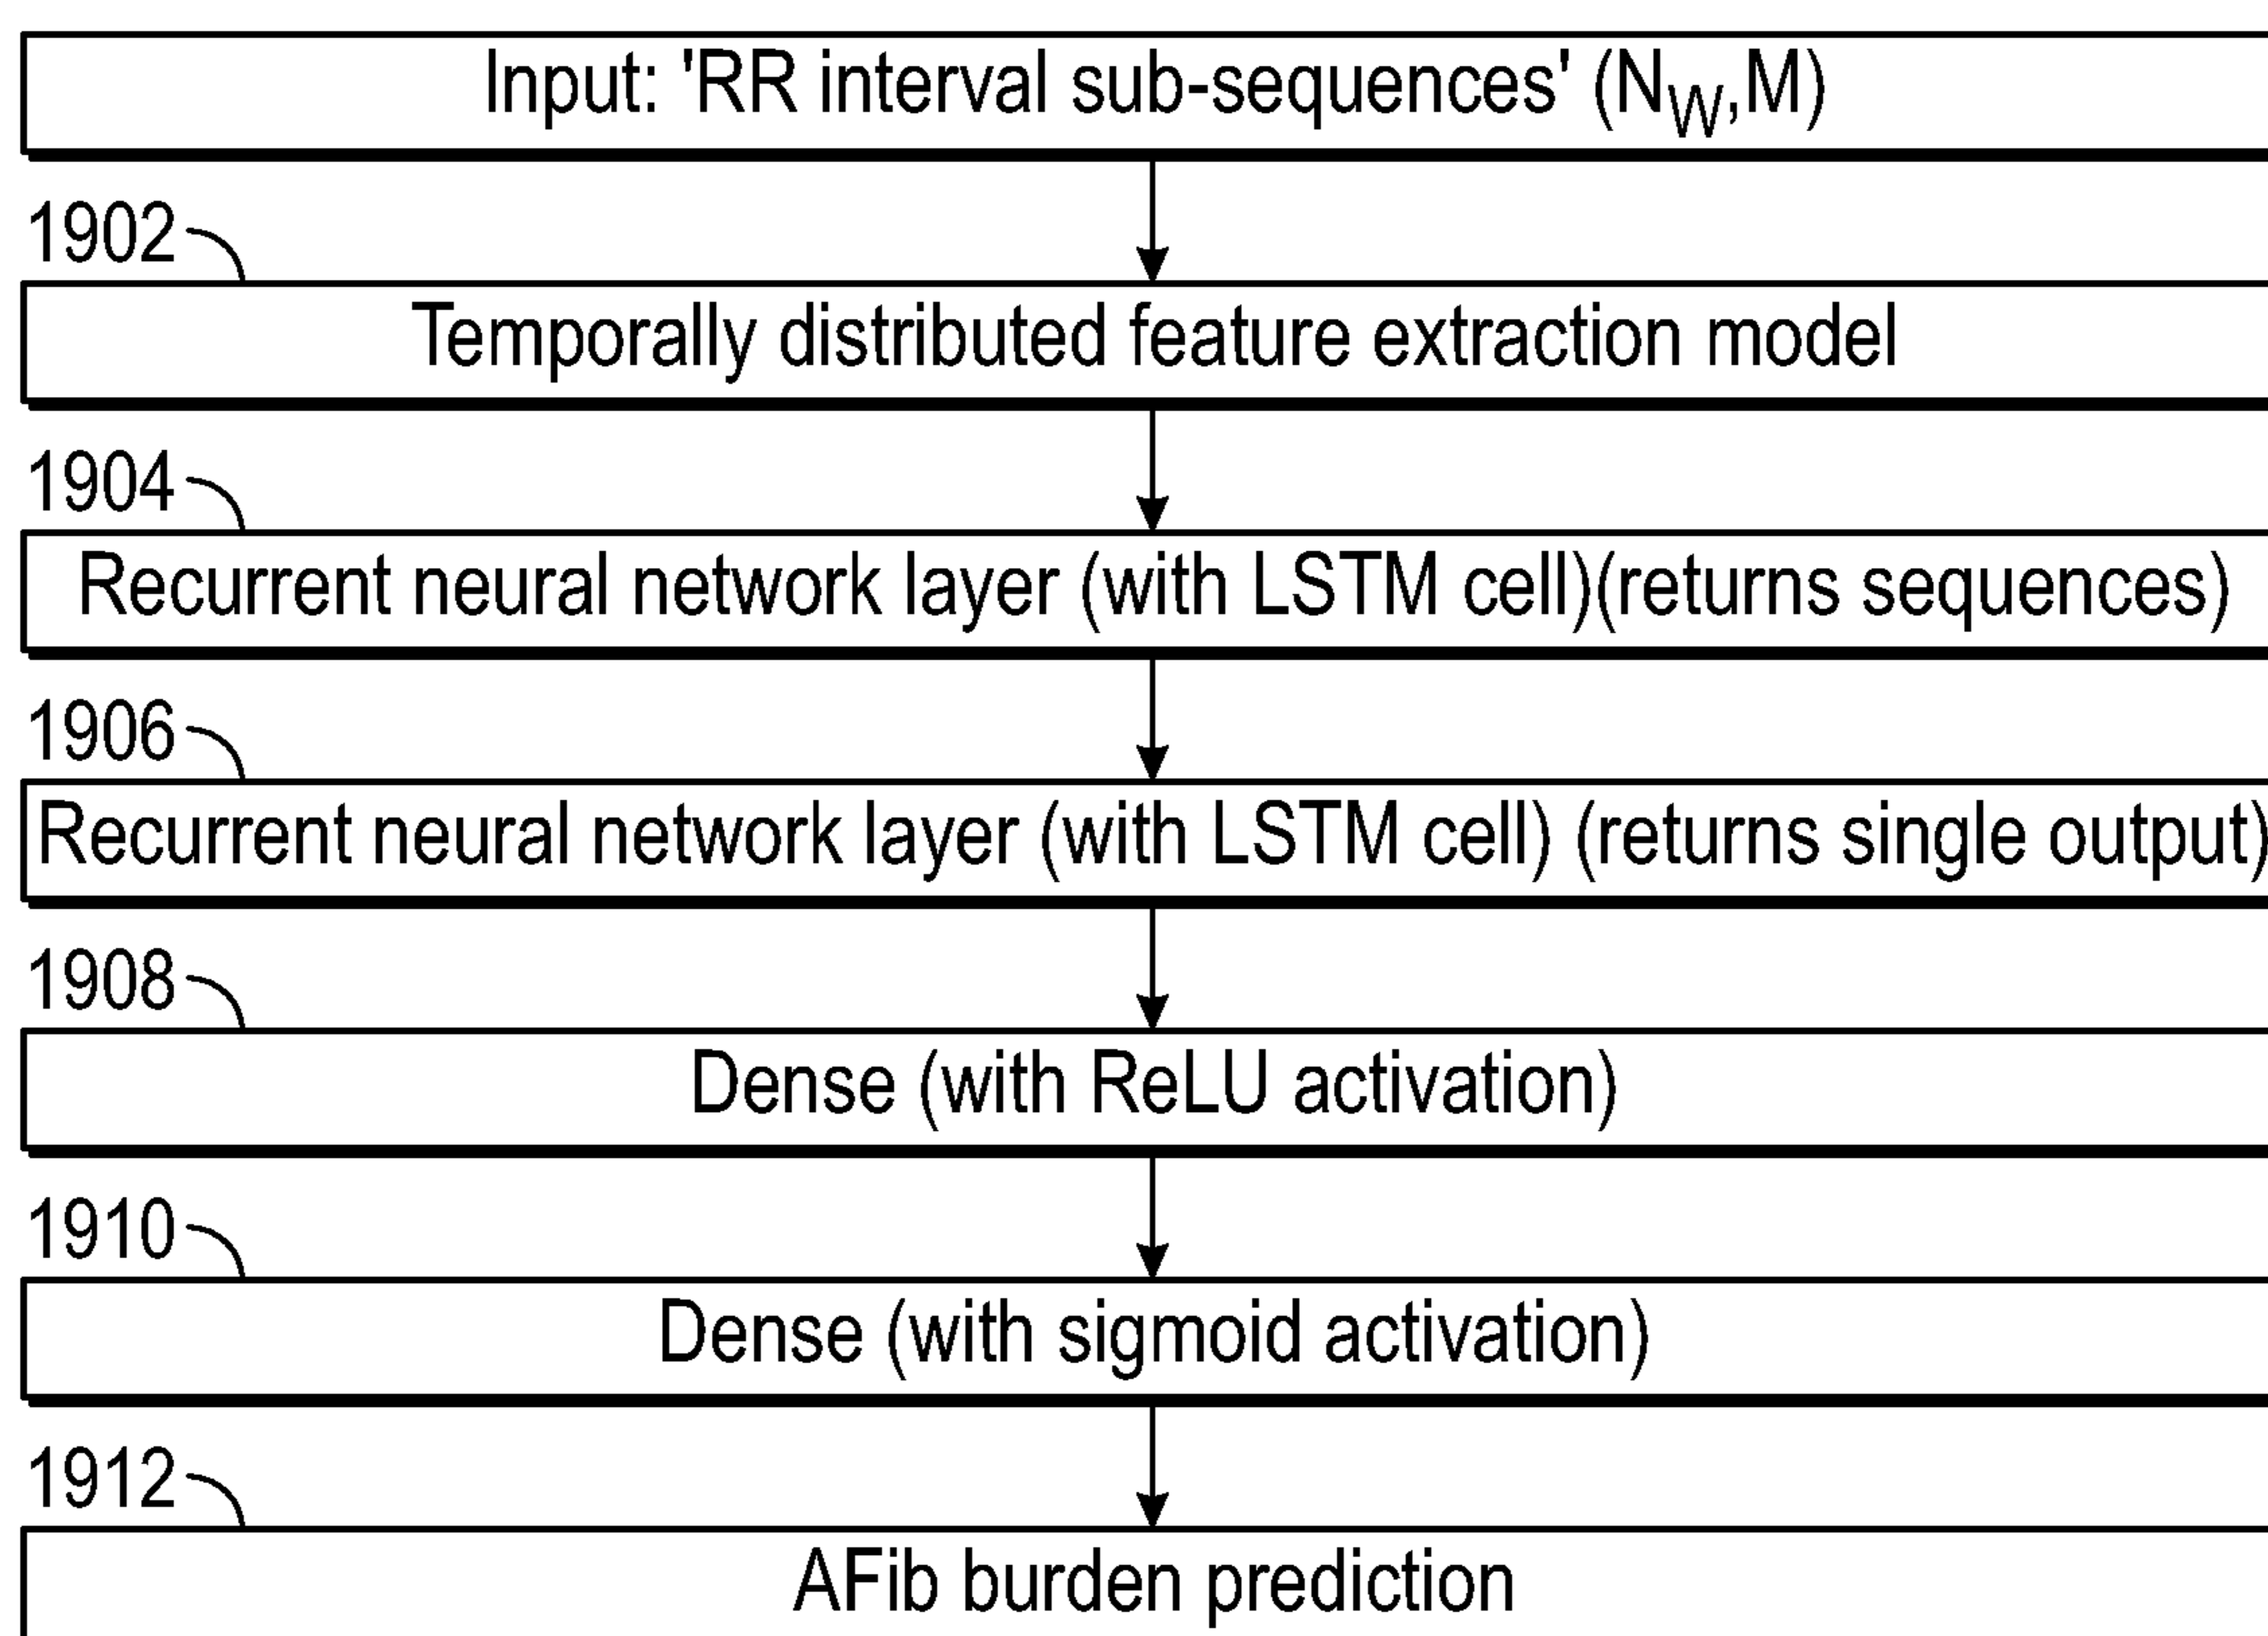 Input: 'RR interval sub-sequences' (NW,M)
1902
Temporally distributed feature extraction model
1904
Recurrent neural network layer (with LSTM cell)(returns sequences)
1906
Recurrent neural network layer (with LSTM cell) (returns single output)
1908
Dense (with ReLU activation)
1910
Dense (with sigmoid activation)
1912
AFib burden prediction